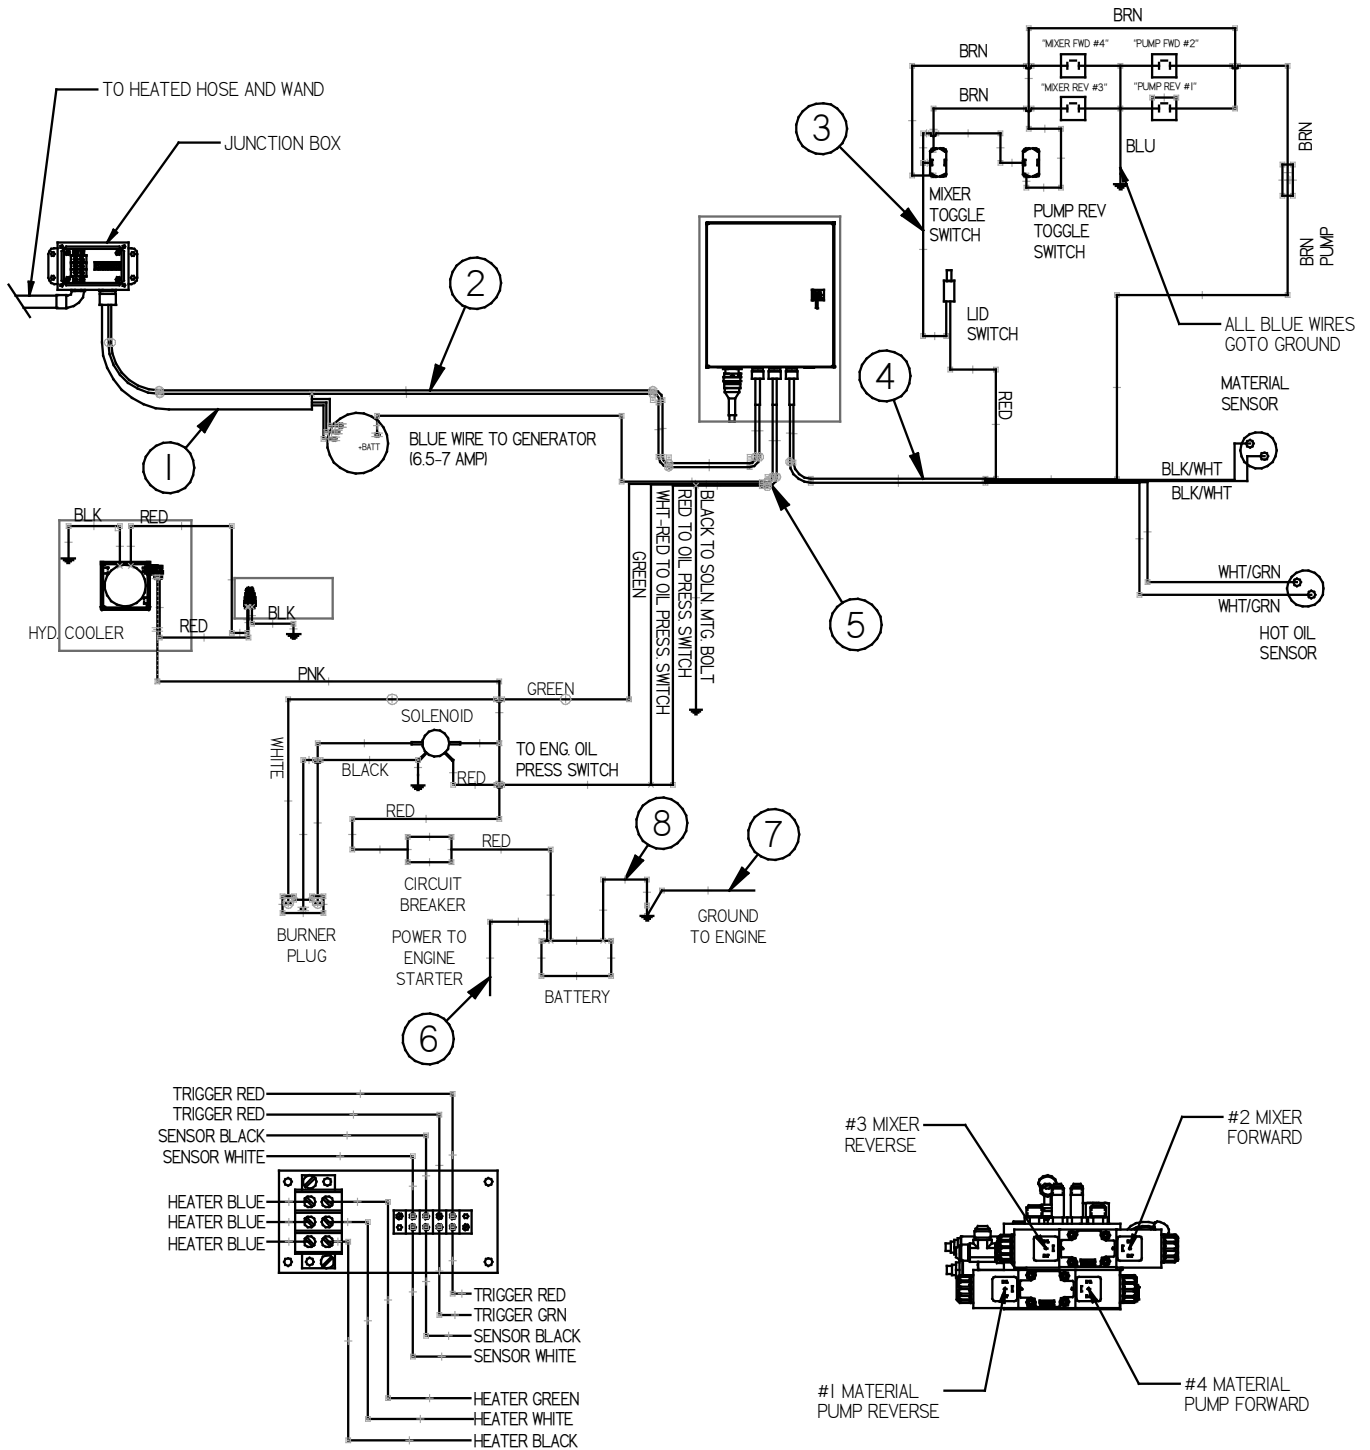 BRN
BRN
"MIXER FWD #4"
"PUMP FWD #2"
BRN
"MIXER REV #3"
"PUMP REV #1"
BLU
BRN
BRN
PUMP
TO HEATED HOSE AND WAND
JUNCTION BOX
3
MIXER
TOGGLE
SWITCH
PUMP REV
TOGGLE
SWITCH
LID
SWITCH
ALL BLUE WIRES
GOTO GROUND
2
4
RED
MATERIAL
SENSOR
1
+BATT
BLUE WIRE TO GENERATOR
(6.5-7 AMP)
BLK/WHT
BLK/WHT
BLK
RED
HYD. COOLER
RED
BLK
GREEN
WHT-RED TO OIL PRESS. SWITCH
RED TO OIL PRESS. SWITCH
BLACK TO SOLN. MTG. BOLT
5
WHT/GRN
WHT/GRN
HOT OIL
SENSOR
PNK
GREEN
SOLENOID
WHITE
BLACK
RED
TO ENG. OIL
PRESS SWITCH
RED
RED
8
7
CIRCUIT
BREAKER
GROUND
TO ENGINE
BURNER
PLUG
POWER TO
ENGINE
STARTER
BATTERY
6
TRIGGER RED
TRIGGER RED
SENSOR BLACK
SENSOR WHITE
HEATER BLUE
HEATER BLUE
HEATER BLUE
TRIGGER RED
TRIGGER GRN
SENSOR BLACK
SENSOR WHITE
HEATER GREEN
HEATER WHITE
HEATER BLACK
#3 MIXER
REVERSE
#2 MIXER
FORWARD
#1 MATERIAL
PUMP REVERSE
#4 MATERIAL
PUMP FORWARD